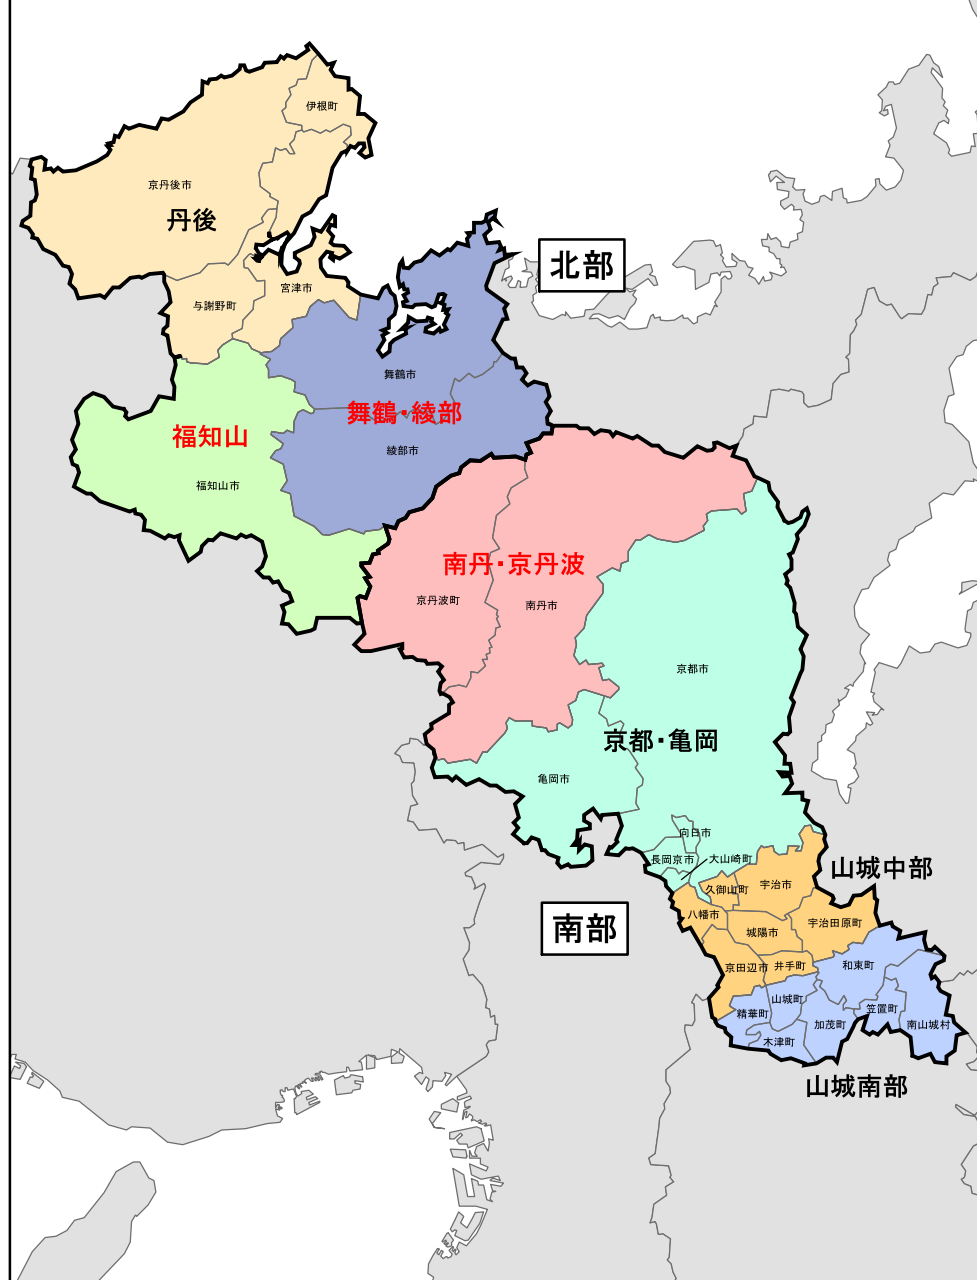 伊根町
京丹後市
丹後
北部
宮津市
与謝野町
舞鶴市
舞鶴・綾部
福知山
綾部市
福知山市
南丹・京丹波
京丹波町
南丹市
京都市
京都・亀岡
亀岡市
向日市
長岡京市
大山崎町
山城中部
宇治市
久御山町
八幡市
宇治田原町
南部
城陽市
京田辺市
井手町
和束町
山城町
笠置町
精華町
加茂町
南山城村
木津町
山城南部